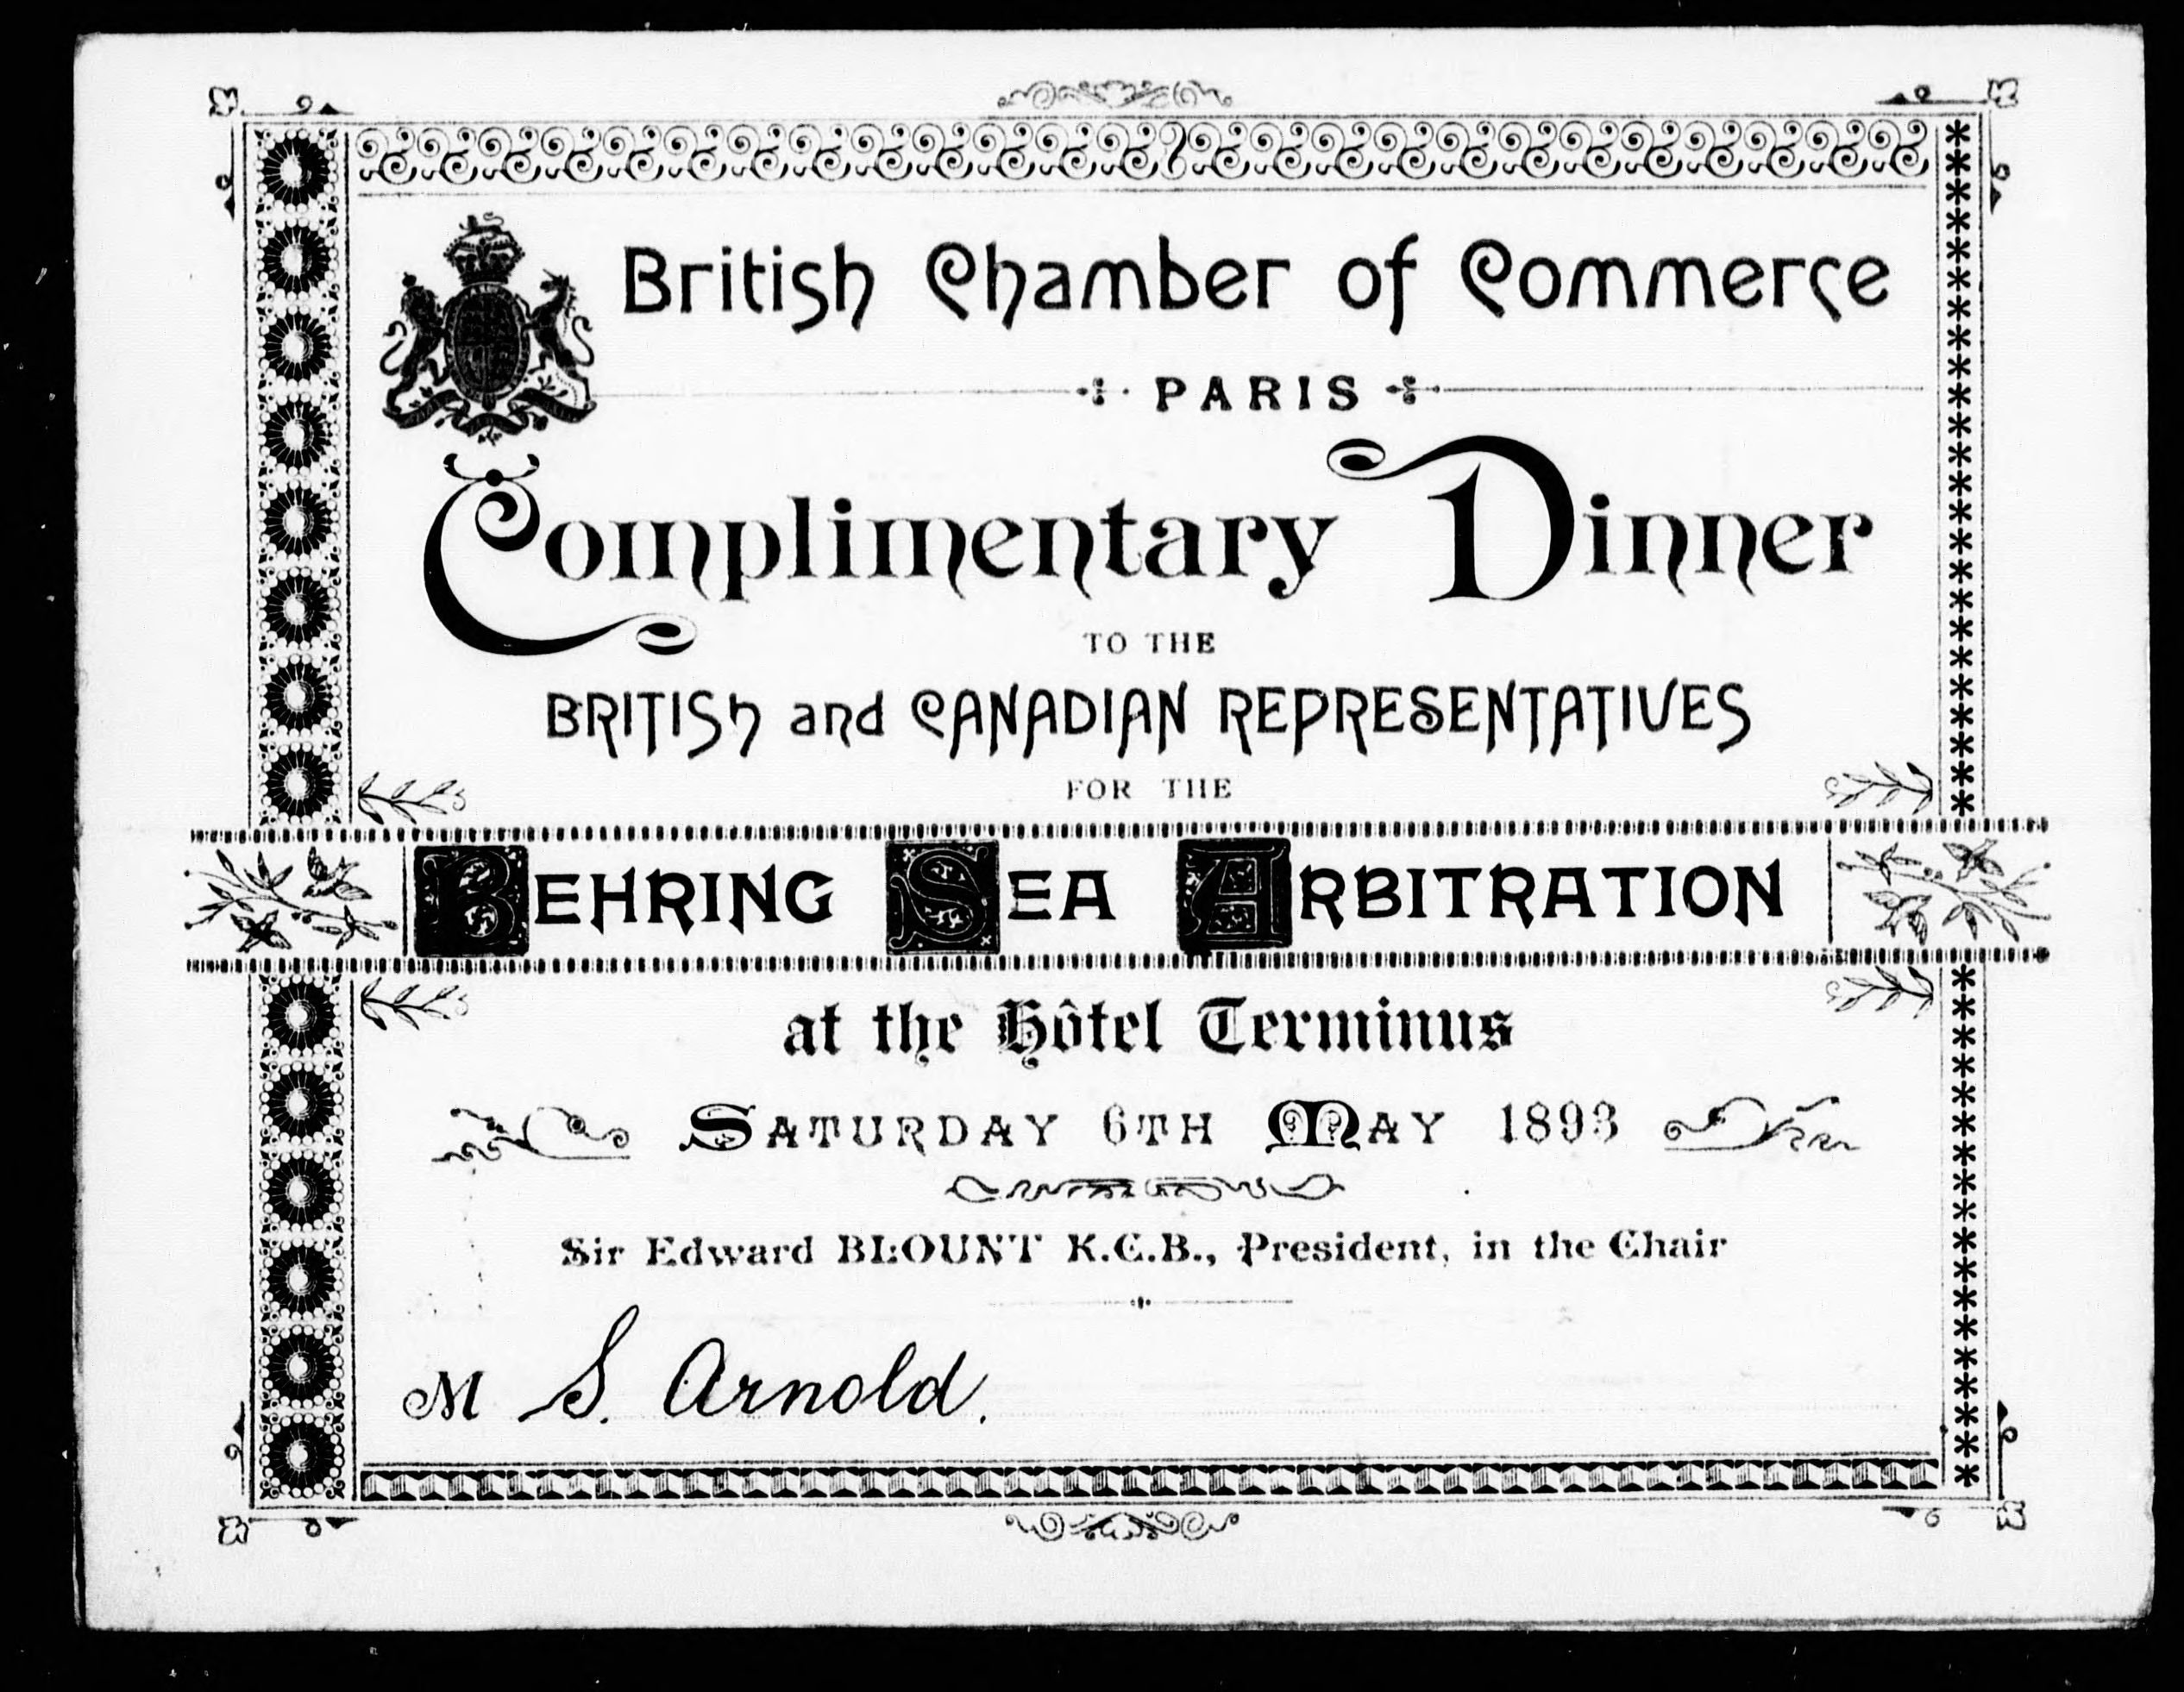 British Chamber of Commerce
PARIS
Complimentary Dinner
TO THE
BRITISH and CANADIAN REPRESENTATIVES
FOR THE
BEHRING SEA ARBITRATION
at the Hôtel Terminus
SATURDAY 6TH MAY 1893
Sir Edward BLOUNT K.C.B., President, in the Chair
M S. Arnold.